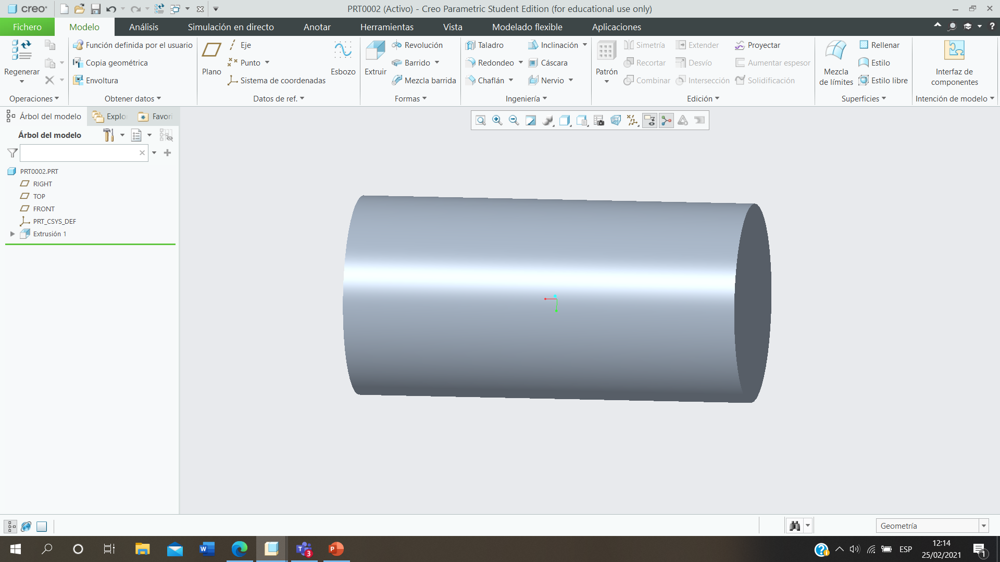 creo
PRT0002 (Activo) - Creo Parametric Student Edition (for educational use only)
Fichero Modelo Análisis Simulación en directo Anotar Herramientas Vista Modelado flexible Aplicaciones
Función definida por el usuario Eje Revolución Taladro Inclinación Simetría Extender Proyectar Rellenar
Copia geométrica Punto Barrido Redondeo Cáscara Recortar Desvío Aumentar espesor Estilo
Regenerar Plano Esbozo Extruir Patrón Mezcla de límites Interfaz de componentes
Envoltura Sistema de coordenadas Mezcla barrida Chaflán Nervio Combinar Intersección Solidificación Estilo libre
Operaciones Obtener datos Datos de ref. Formas Ingeniería Edición Superficies Intención de modelo
Árbol del modelo Explo Favori
Árbol del modelo
PRT0002.PRT
RIGHT
TOP
FRONT
PRT_CSYS_DEF
Extrusión 1
Geometría
ESP
12:14
25/02/2021
3
1